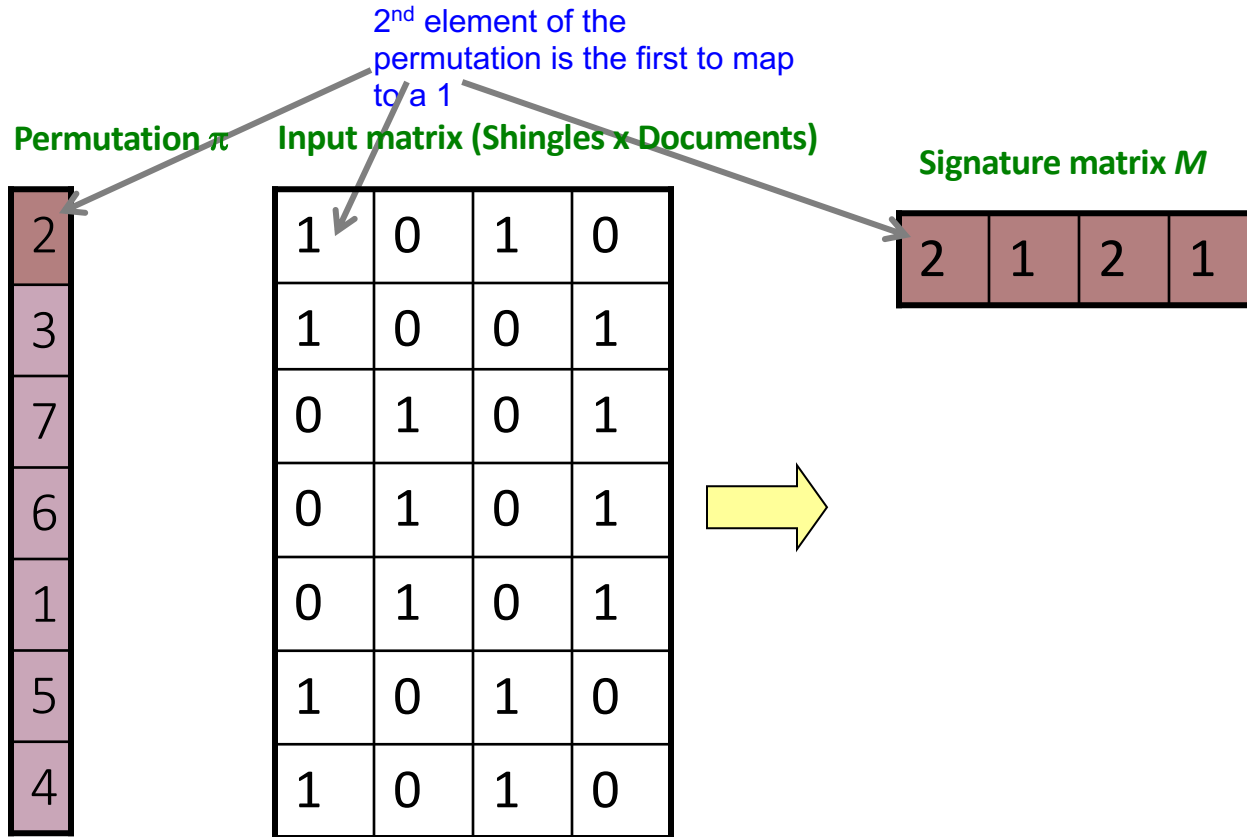 2nd element of the
permutation is the first to map
to a 1
Permutation π
Input matrix (Shingles x Documents)
Signature matrix M
2
3
7
6
1
5
4
1 0 1 0
1 0 0 1
0 1 0 1
0 1 0 1
0 1 0 1
1 0 1 0
1 0 1 0
2 1 2 1